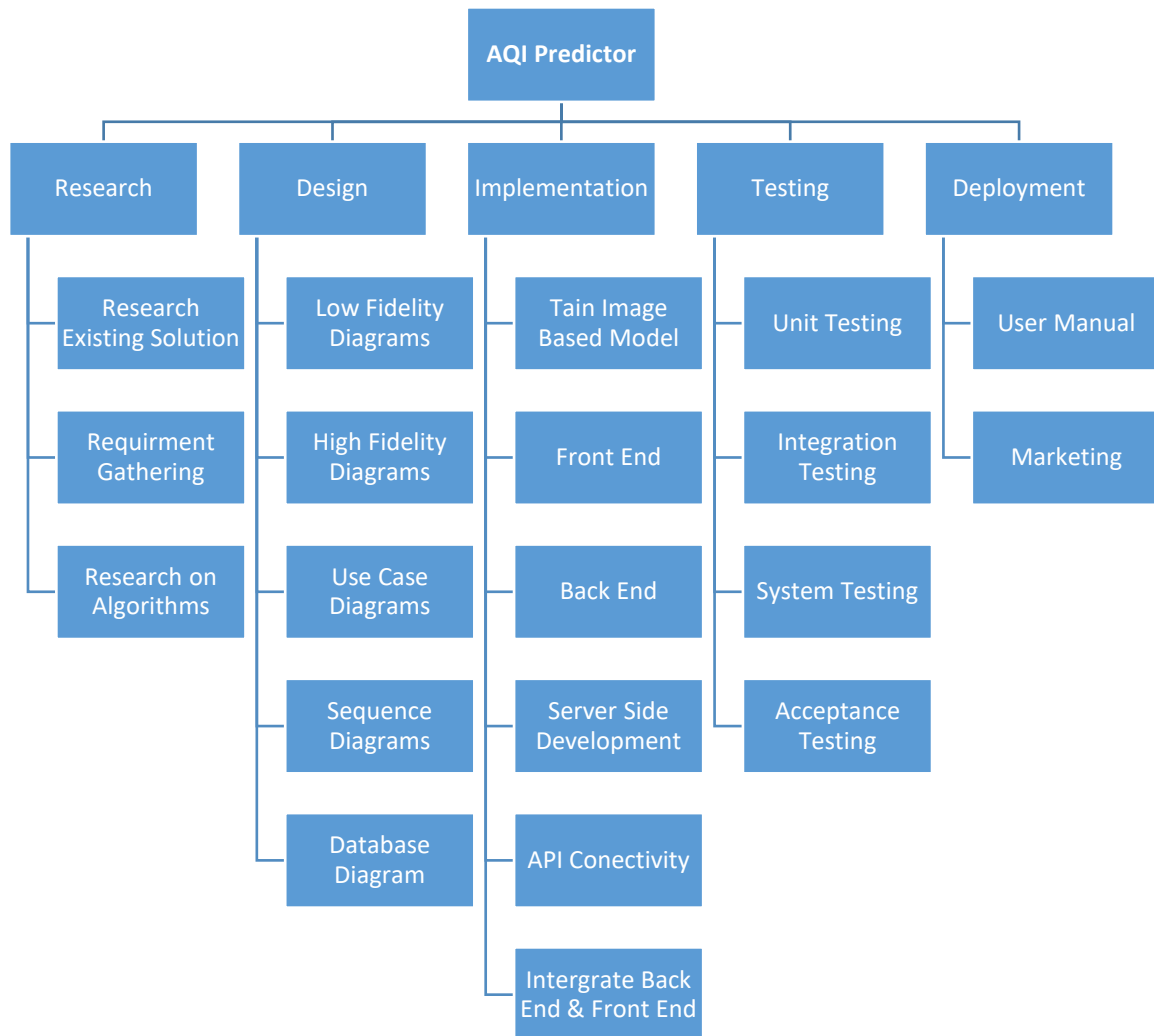 AQI Predictor
Research
Design
Implementation
Testing
Deployment
Research
Existing Solution
Requirment
Gathering
Research on
Algorithms
Low Fidelity
Diagrams
High Fidelity
Diagrams
Use Case
Diagrams
Sequence
Diagrams
Database
Diagram
Tain Image
Based Model
Front End
Back End
Server Side
Development
API Conectivity
Intergrate Back
End & Front End
Unit Testing
Integration
Testing
System Testing
Acceptance
Testing
User Manual
Marketing